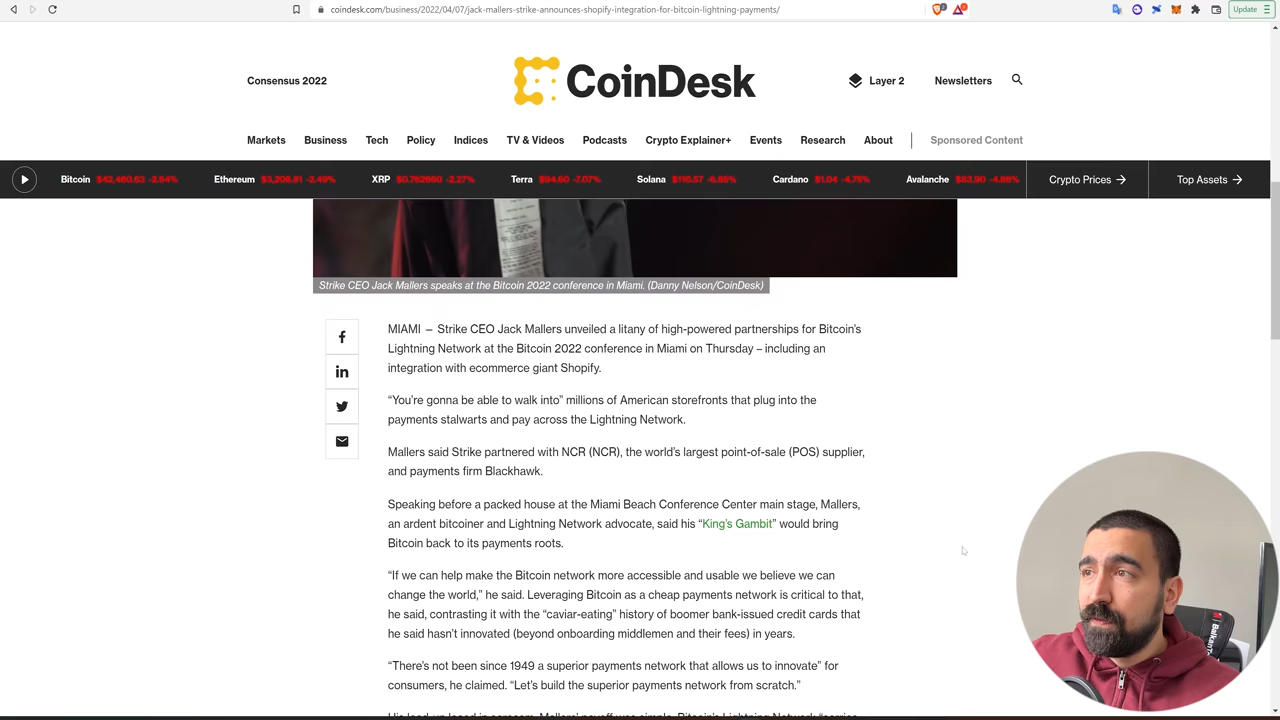 coindesk.com/business/2022/04/07/jack-mallers-strike-announces-shopify-integration-for-bitcoin-lightning-payments/
Update
Consensus 2022
CoinDesk
Layer 2
Newsletters
Markets Business Tech Policy Indices TV & Videos Podcasts Crypto Explainer+ Events Research About Sponsored Content
Bitcoin $42,460.63 -2.54% Ethereum $3,208.81 -2.49% XRP $0.762660 -2.27% Terra $94.60 -7.07% Solana -6.85% Cardano $1.04 -4.75% Avalanche $83.90 -4.86% Crypto Prices → Top Assets →
Strike CEO Jack Mallers speaks at the Bitcoin 2022 conference in Miami. (Danny Nelson/CoinDesk)
MIAMI — Strike CEO Jack Mallers unveiled a litany of high-powered partnerships for Bitcoin’s
Lightning Network at the Bitcoin 2022 conference in Miami on Thursday – including an
integration with ecommerce giant Shopify.
“You’re gonna be able to walk into” millions of American storefronts that plug into the
payments stalwarts and pay across the Lightning Network.
Mallers said Strike partnered with NCR (NCR), the world’s largest point-of-sale (POS) supplier,
and payments firm Blackhawk.
Speaking before a packed house at the Miami Beach Conference Center main stage, Mallers,
an ardent bitcoiner and Lightning Network advocate, said his “King’s Gambit” would bring
Bitcoin back to its payments roots.
“If we can help make the Bitcoin network more accessible and usable we believe we can
change the world,” he said. Leveraging Bitcoin as a cheap payments network is critical to that,
he said, contrasting it with the “caviar-eating” history of boomer bank-issued credit cards that
he said hasn’t innovated (beyond onboarding middlemen and their fees) in years.
“There’s not been since 1949 a superior payments network that allows us to innovate” for
consumers, he claimed. “Let’s build the superior payments network from scratch.”